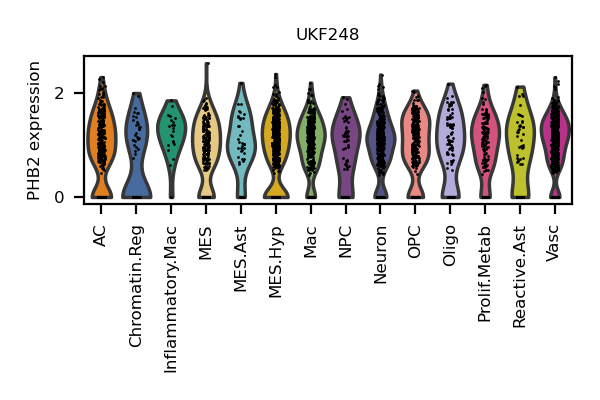 UKF248
PHB2 expression
2
0
AC
Chromatin.Reg
Inflammatory.Mac
MES
MES.Ast
MES.Hyp
Mac
NPC
Neuron
OPC
Oligo
Prolif.Metab
Reactive.Ast
Vasc